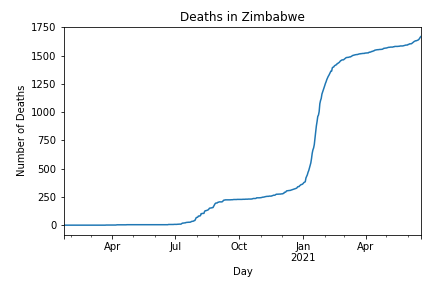 Deaths in Zimbabwe
1750
1500
1250
1000
750
500
250
0
Number of Deaths
Apr
Jul
Oct
Jan
2021
Apr
Day